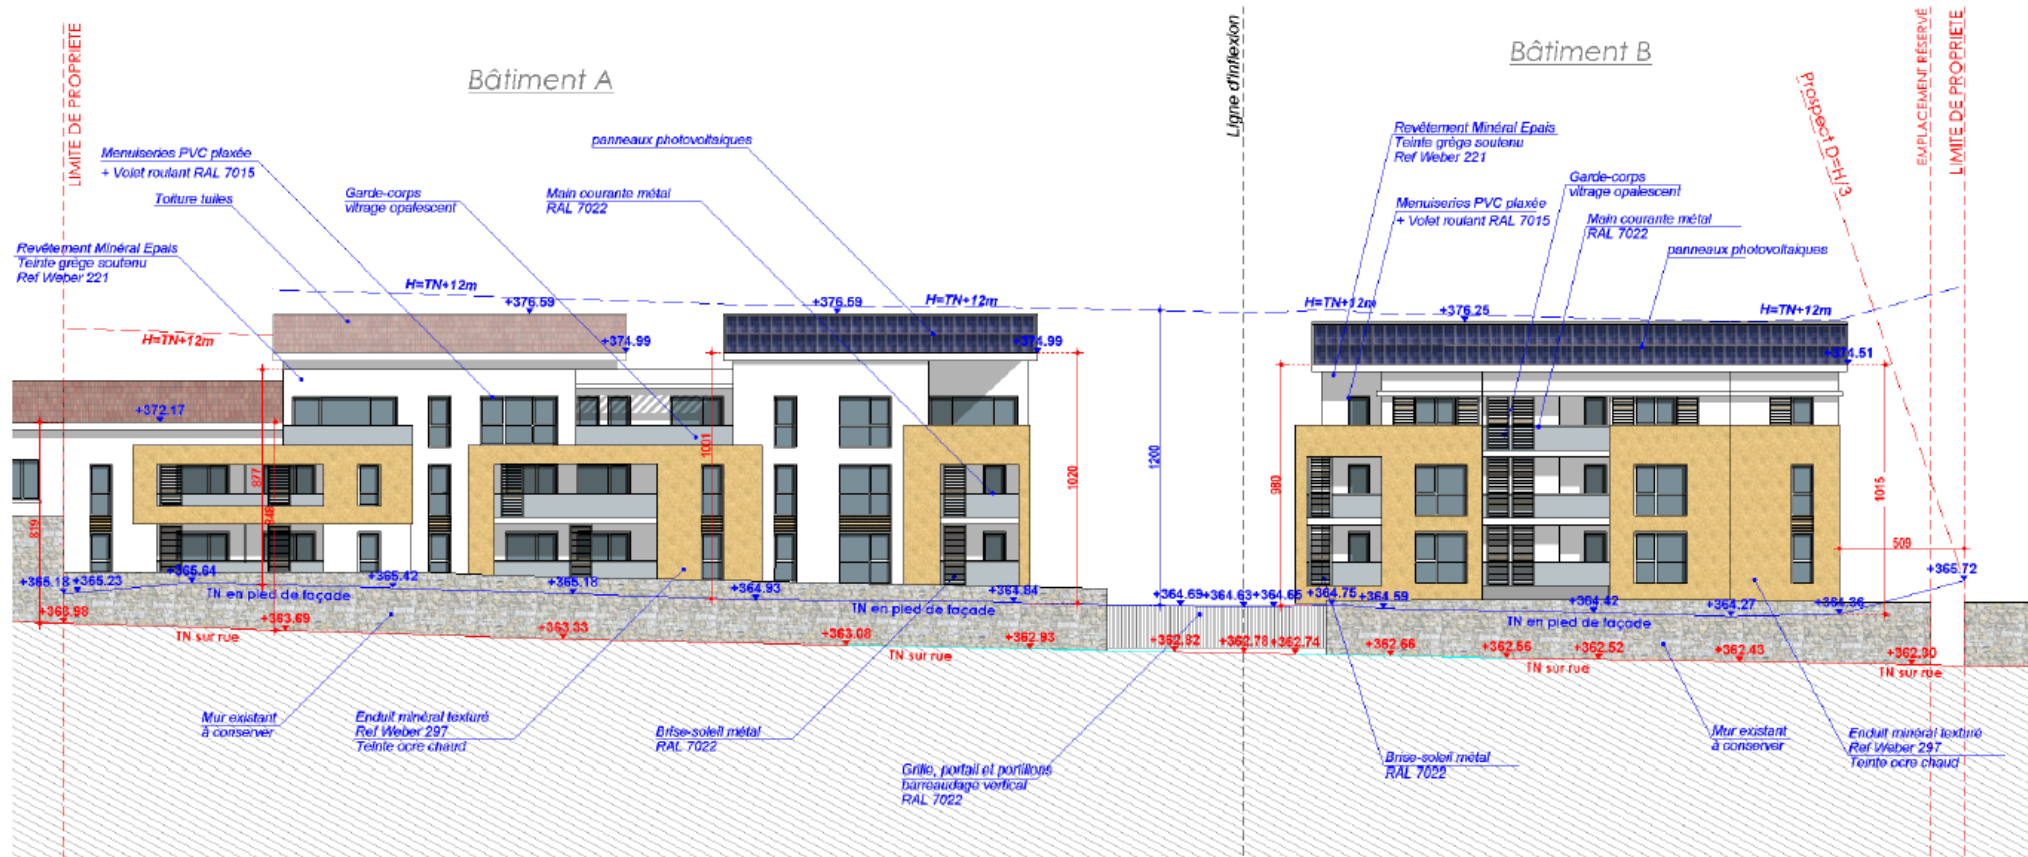 Bâtiment A
Bâtiment B
LIMITE DE PROPRIETE
Ligne d'inflexion
Prospect D=H/3
EMPLACEMENT RÉSERVÉ
LIMITE DE PROPRIETE
Menuiseries PVC plaxée
+ Volet roulant RAL 7015
Toiture tuiles
Revêtement Minéral Epais
Teinte grège soutenu
Ref Weber 221
Garde-corps
vitrage opalescent
Main courante métal
RAL 7022
panneaux photovoltaiques
Revêtement Minéral Epais
Teinte grège soutenu
Ref Weber 221
Menuiseries PVC plaxée
+ Volet roulant RAL 7015
Garde-corps
vitrage opalescent
Main courante métal
RAL 7022
panneaux photovoltaiques
H=TN+12m
H=TN+12m
H=TN+12m
H=TN+12m
H=TN+12m
+376.59
+376.59
+376.25
+374.99
+374.99
+374.51
+372.17
819
877
848
1001
1020
1200
980
1015
509
+365.18
+365.23
+365.64
+365.42
+365.18
+364.93
+364.84
+364.69
+364.63
+364.65
+364.75
+364.59
+364.42
+364.27
+364.36
+365.72
TN en pied de façade
TN en pied de façade
TN en pied de façade
+363.98
+363.69
+363.33
+363.08
+362.93
+362.82
+362.78
+362.74
+362.66
+362.56
+362.52
+362.43
+362.30
TN sur rue
TN sur rue
TN sur rue
TN sur rue
Mur existant
à conserver
Enduit minéral texturé
Ref Weber 297
Teinte ocre chaud
Brise-soleil métal
RAL 7022
Grille, portail et portillons
barreaudage vertical
RAL 7022
Brise-soleil métal
RAL 7022
Mur existant
à conserver
Enduit minéral texturé
Ref Weber 297
Teinte ocre chaud